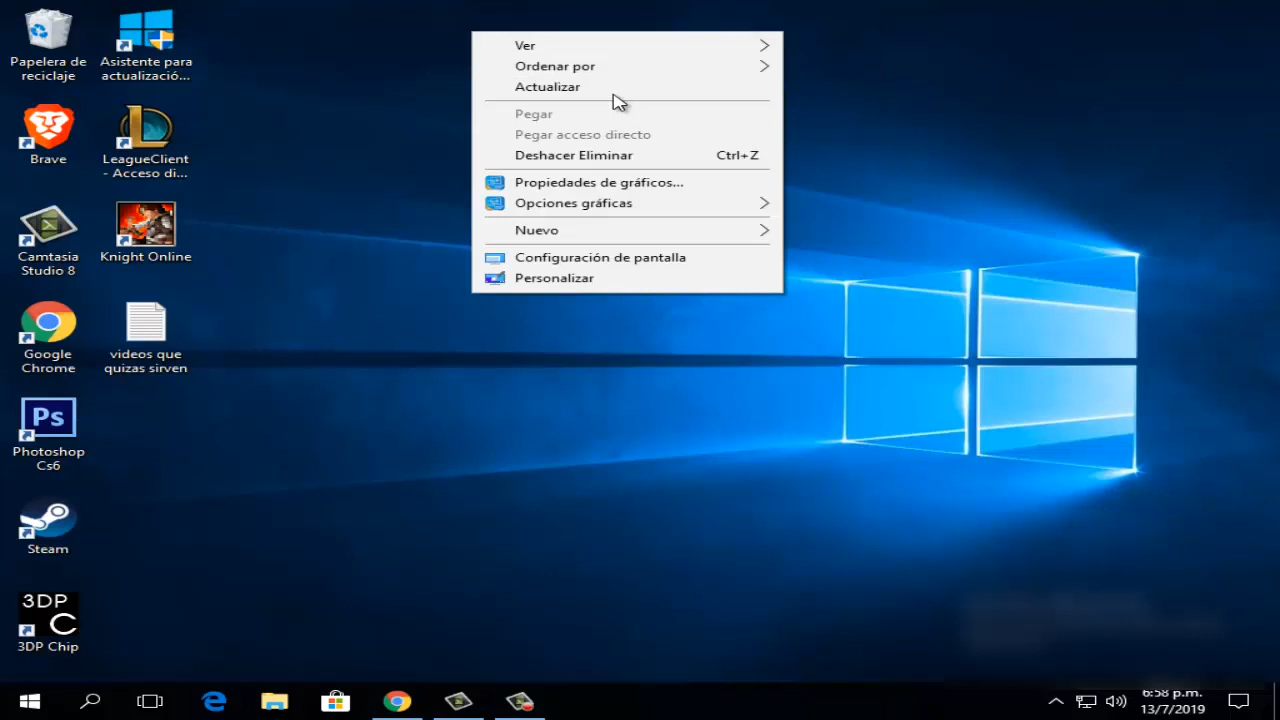 Papelera de
reciclaje
Asistente para
actualizació...
Brave
LeagueClient
- Acceso di...
Camtasia
Studio 8
Knight Online
Google
Chrome
videos que
quizas sirven
Ps
Photoshop
Cs6
Steam
3DP
C
3DP Chip
Ver
Ordenar por
Actualizar
Pegar
Pegar acceso directo
Deshacer Eliminar Ctrl+Z
Propiedades de gráficos...
Opciones gráficas
Nuevo
Configuración de pantalla
Personalizar
6:58 p.m.
13/7/2019